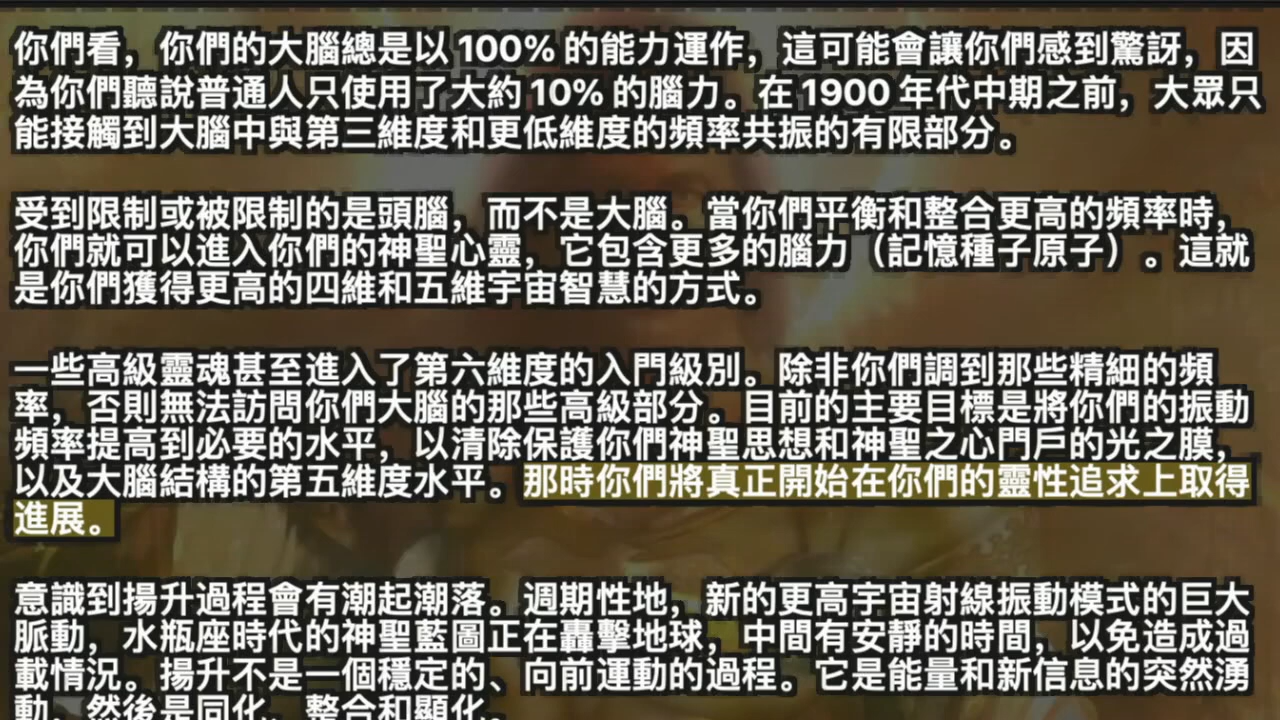 你們看，你們的大腦總是以 100% 的能力運作，這可能會讓你們感到驚訝，因
為你們聽說普通人只使用了大約 10% 的腦力。在 1900 年代中期之前，大眾只
能接觸到大腦中與第三維度和更低維度的頻率共振的有限部分。
受到限制或被限制的是頭腦，而不是大腦。當你們平衡和整合更高的頻率時，
你們就可以進入你們的神聖心靈，它包含更多的腦力（記憶種子原子）。這就
是你們獲得更高的四維和五維宇宙智慧的方式。
一些高級靈魂甚至進入了第六維度的入門級別。除非你們調到那些精細的頻
率，否則無法訪問你們大腦的那些高級部分。目前的主要目標是將你們的振動
頻率提高到必要的水平，以清除保護你們神聖思想和神聖之心門戶的光之膜，
以及大腦結構的第五維度水平。那時你們將真正開始在你們的靈性追求上取得
進展。
意識到揚升過程會有潮起潮落。週期性地，新的更高宇宙射線振動模式的巨大
脈動，水瓶座時代的神聖藍圖正在轟擊地球，中間有安靜的時間，以免造成過
載情況。揚升不是一個穩定的、向前運動的過程。它是能量和新信息的突然湧
動，然後是同化、整合和顯化。